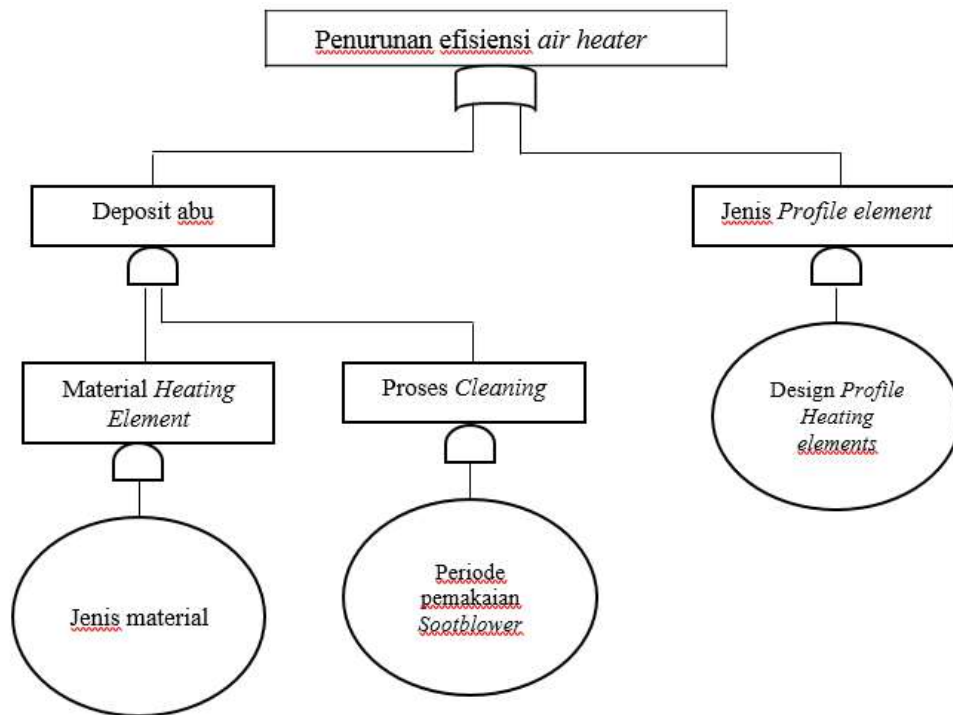 Penurunan efisiensi air heater
Deposit abu
Jenis Profile element
Material Heating
Element
Proses Cleaning
Design Profile
Heating
elements
Jenis material
Periode
pemakaian
Sootblower